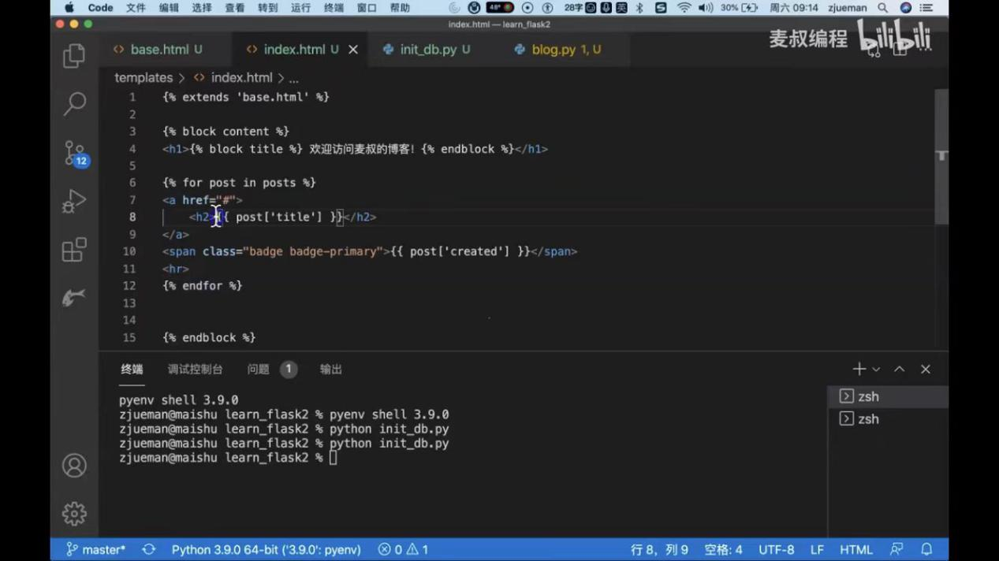 Code 文件 编辑 选择 查看 转到 运行 终端 窗口 帮助 48° 28字 英 30% 周六 09:14 zjueman
index.html — learn_flask2
麦叔编程 bilibili
base.html U index.html U init_db.py U blog.py 1, U
templates > index.html > ...
1 {% extends 'base.html' %}
2
3 {% block content %}
4 <h1>{% block title %} 欢迎访问麦叔的博客! {% endblock %}</h1>
5
6 {% for post in posts %}
7 <a href="#">
8 <h2>{{ post['title'] }}</h2>
9 </a>
10 <span class="badge badge-primary">{{ post['created'] }}</span>
11 <hr>
12 {% endfor %}
13
14
15 {% endblock %}
12
终端 调试控制台 问题 1 输出
pyenv shell 3.9.0
zjueman@maishu learn_flask2 % pyenv shell 3.9.0
zjueman@maishu learn_flask2 % python init_db.py
zjueman@maishu learn_flask2 % python init_db.py
zjueman@maishu learn_flask2 %
zsh
zsh
master* Python 3.9.0 64-bit ('3.9.0': pyenv) 0 1 行 8, 列 9 空格: 4 UTF-8 LF HTML